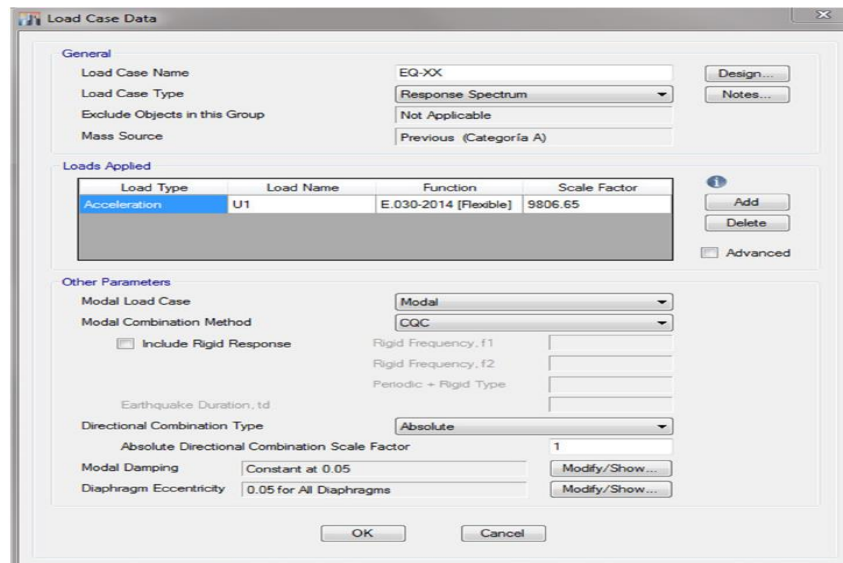 Load Case Data
General
Load Case Name EQ-XX Design...
Load Case Type Response Spectrum Notes...
Exclude Objects in this Group Not Applicable
Mass Source Previous (Categoría A)
Loads Applied
Load Type Load Name Function Scale Factor
Acceleration U1 E.030-2014 [Flexible] 9806.65
Add
Delete
Advanced
Other Parameters
Modal Load Case Modal
Modal Combination Method CQC
Include Rigid Response Rigid Frequency, f1
Rigid Frequency, f2
Periodic + Rigid Type
Earthquake Duration, td
Directional Combination Type Absolute
Absolute Directional Combination Scale Factor 1
Modal Damping Constant at 0.05 Modify/Show...
Diaphragm Eccentricity 0.05 for All Diaphragms Modify/Show...
OK Cancel